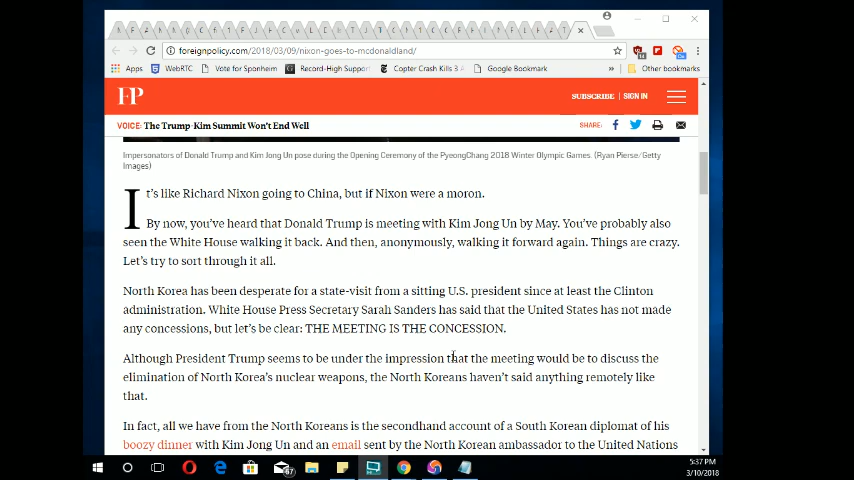 foreignpolicy.com/2018/03/09/nixon-goes-to-mcdonaldland/
Apps WebRTC Vote for Sponheim Record-High Support Copter Crash Kills 3 Google Bookmark » Other bookmarks
FP SUBSCRIBE | SIGN IN
VOICE: The Trump-Kim Summit Won't End Well SHARE:
Impersonators of Donald Trump and Kim Jong Un pose during the Opening Ceremony of the PyeongChang 2018 Winter Olympic Games. (Ryan Pierse/Getty
Images)
It's like Richard Nixon going to China, but if Nixon were a moron.
By now, you've heard that Donald Trump is meeting with Kim Jong Un by May. You've probably also
seen the White House walking it back. And then, anonymously, walking it forward again. Things are crazy.
Let's try to sort through it all.
North Korea has been desperate for a state-visit from a sitting U.S. president since at least the Clinton
administration. White House Press Secretary Sarah Sanders has said that the United States has not made
any concessions, but let's be clear: THE MEETING IS THE CONCESSION.
Although President Trump seems to be under the impression that the meeting would be to discuss the
elimination of North Korea's nuclear weapons, the North Koreans haven't said anything remotely like
that.
In fact, all we have from the North Koreans is the secondhand account of a South Korean diplomat of his
boozy dinner with Kim Jong Un and an email sent by the North Korean ambassador to the United Nations
67
5:37 PM
3/10/2018